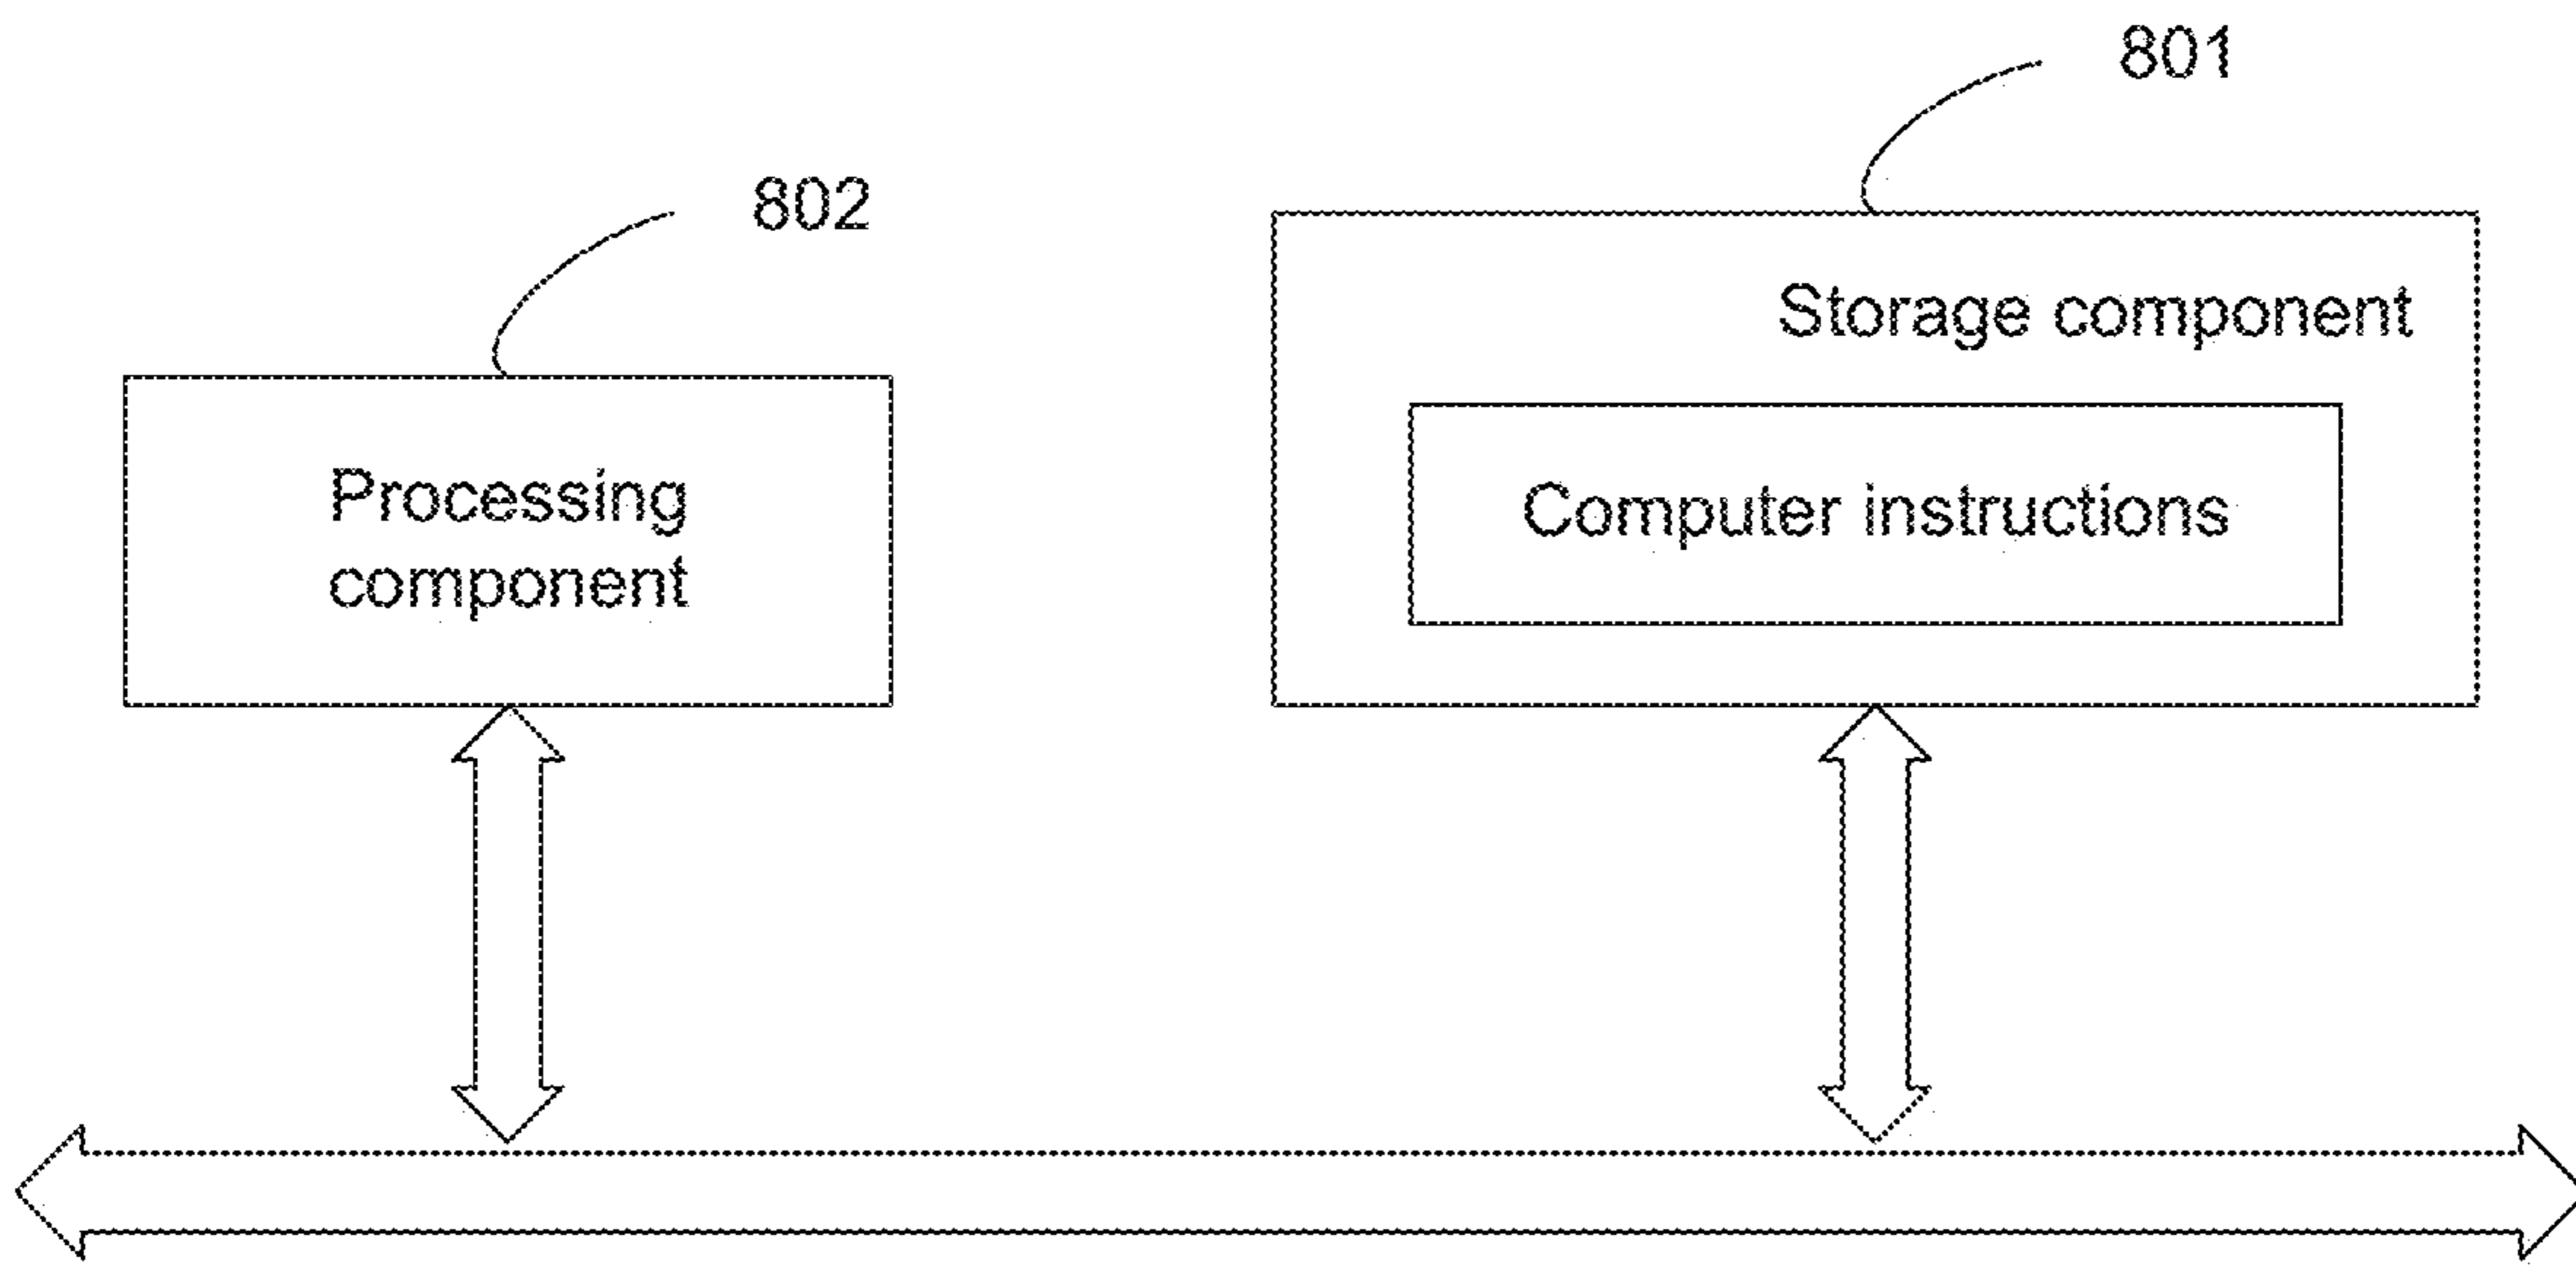 801
802
Storage component
Processing
component
Computer instructions